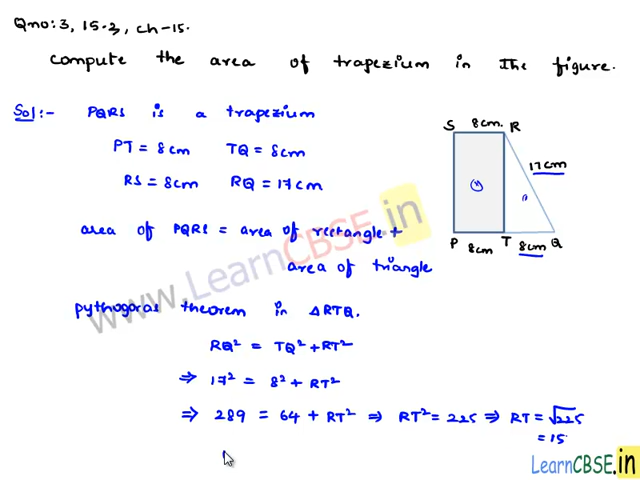 Qno:3, 15.3, ch-15.
Compute the area of trapezium in the figure.
Sol:- PQRS is a trapezium
PT = 8cm TQ = 8cm
RS = 8cm RQ = 17cm
area of PQRS = area of rectangle +
area of triangle
pythogoras theorem in △RTQ.
RQ² = TQ² + RT²
⇒ 17² = 8² + RT²
⇒ 289 = 64 + RT² ⇒ RT² = 225 ⇒ RT = √225
= 15
S 8cm. R
17cm
P T Q
8cm 8cm
www.LearnCBSE.in
LearnCBSE.in